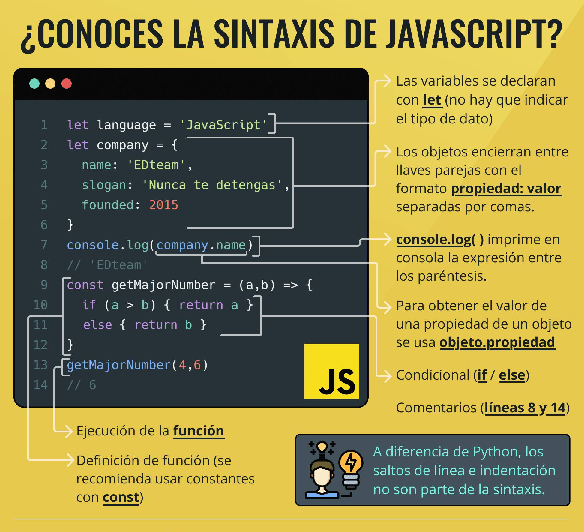 ¿CONOCES LA SINTAXIS DE JAVASCRIPT?
1 let language = 'JavaScript'
2 let company = {
3 name: 'EDteam',
4 slogan: 'Nunca te detengas',
5 founded: 2015
6 }
7 console.log(company.name)
8 // 'EDteam'
9 const getMajorNumber = (a,b) => {
10 if (a > b) { return a }
11 else { return b }
12 }
13 getMajorNumber(4,6)
14 // 6
JS
Las variables se declaran
con let (no hay que indicar
el tipo de dato)
Los objetos encierran entre
llaves parejas con el
formato propiedad: valor
separadas por comas.
console.log( ) imprime en
consola la expresión entre
los paréntesis.
Para obtener el valor de
una propiedad de un objeto
se usa objeto.propiedad
Condicional (if / else)
Comentarios (líneas 8 y 14)
Ejecución de la función
Definición de función (se
recomienda usar constantes
con const)
A diferencia de Python, los
saltos de línea e indentación
no son parte de la sintaxis.